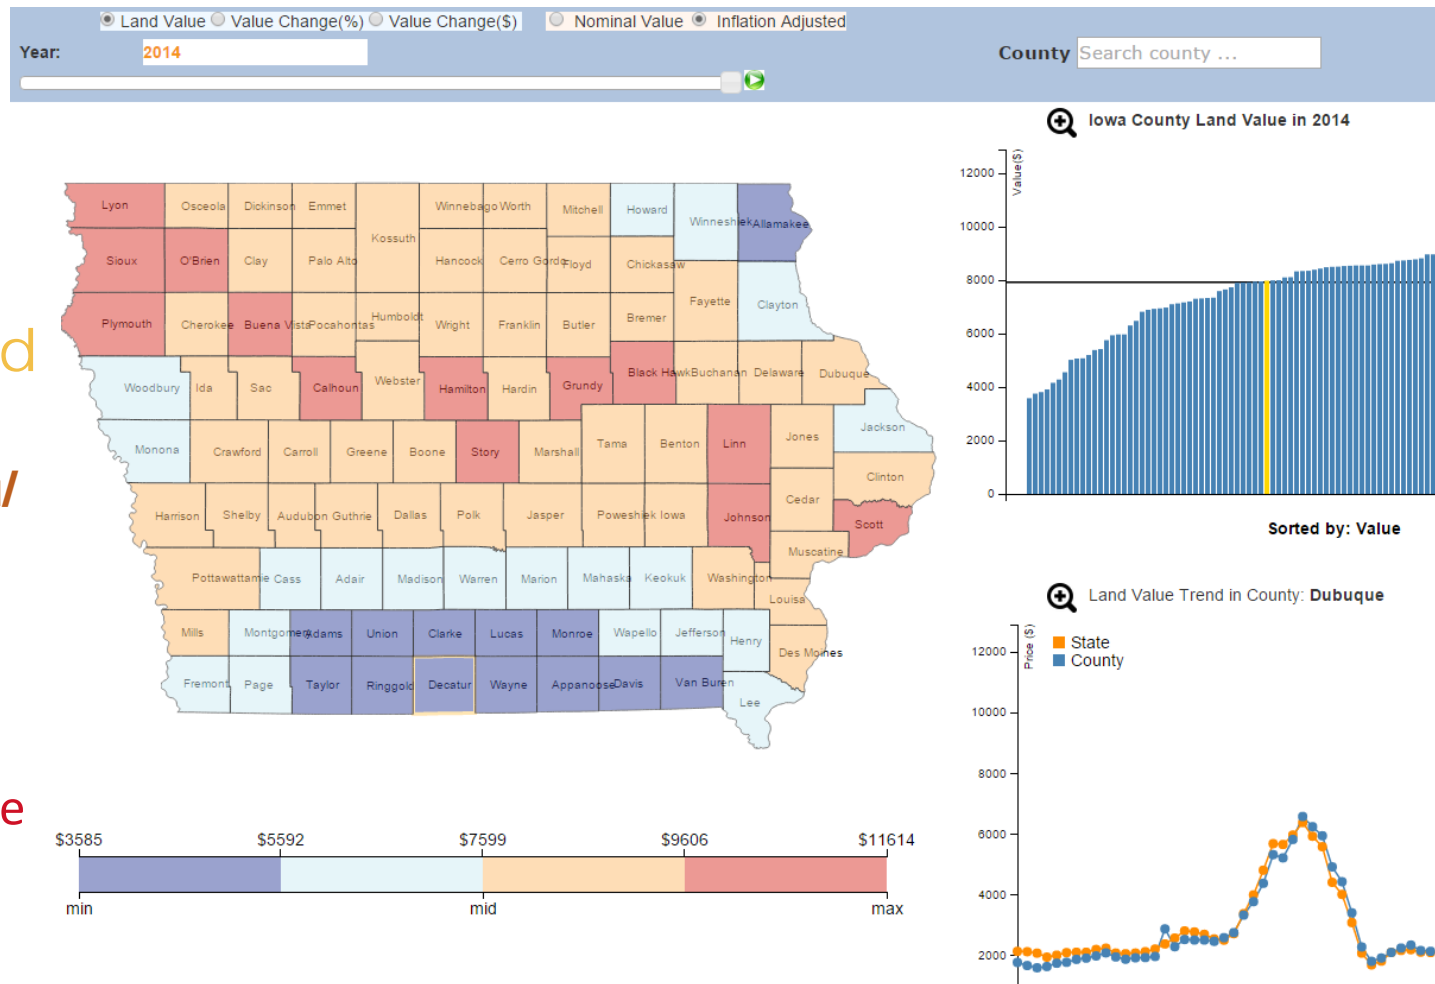 Land Value Value Change(%) Value Change($) Nominal Value Inflation Adjusted
Year: 2014
County Search county ...
Iowa County Land Value in 2014
Value($)
12000
10000
8000
6000
4000
2000
0
Sorted by: Value
Lyon Osceola Dickinson Emmet Winnebago Worth Mitchell Howard Winneshiek Allamakee
Kossuth
Sioux O'Brien Clay Palo Alto Hancock Cerro Gordo Floyd Chickasaw
Fayette Clayton
Plymouth Cherokee Buena Vista Pocahontas Humboldt Wright Franklin Butler Bremer
d
Woodbury Ida Sac Calhoun Webster Hamilton Hardin Grundy Black Hawk Buchanan Delaware Dubuque
Jackson
Monona Crawford Carroll Greene Boone Story Marshall Tama Benton Linn Jones
Clinton
Harrison Shelby Audubon Guthrie Dallas Polk Jasper Poweshiek Iowa Johnson Cedar Scott
Muscatine
Pottawattamie Cass Adair Madison Warren Marion Mahaska Keokuk Washington
Louisa
Mills Montgomery Adams Union Clarke Lucas Monroe Wapello Jefferson Henry
Des Moines
Fremont Page Taylor Ringgold Decatur Wayne Appanoose Davis Van Buren
Lee
e
$3585 $5592 $7599 $9606 $11614
min mid max
Land Value Trend in County: Dubuque
Price ($)
State
County
12000
10000
8000
6000
4000
2000